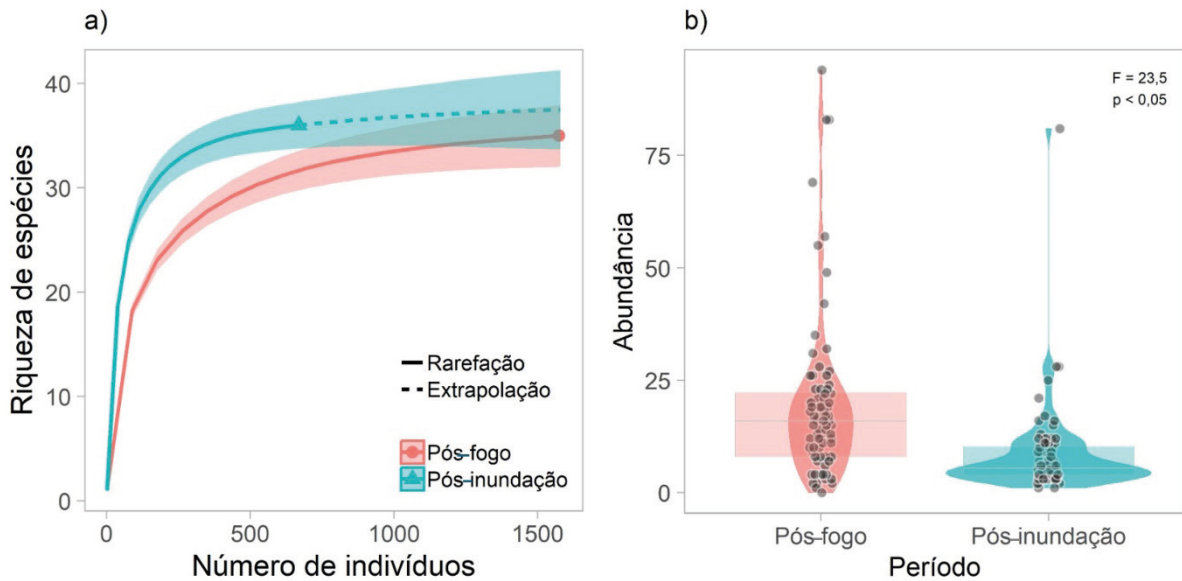 a)
Riqueza de espécies
40
30
20
10
0
0
500
1000
1500
Número de indivíduos
Rarefação
Extrapolação
Pós-fogo
Pós-inundação
b)
Abundância
75
50
25
0
F = 23,5
p < 0,05
Pós-fogo
Pós-inundação
Período